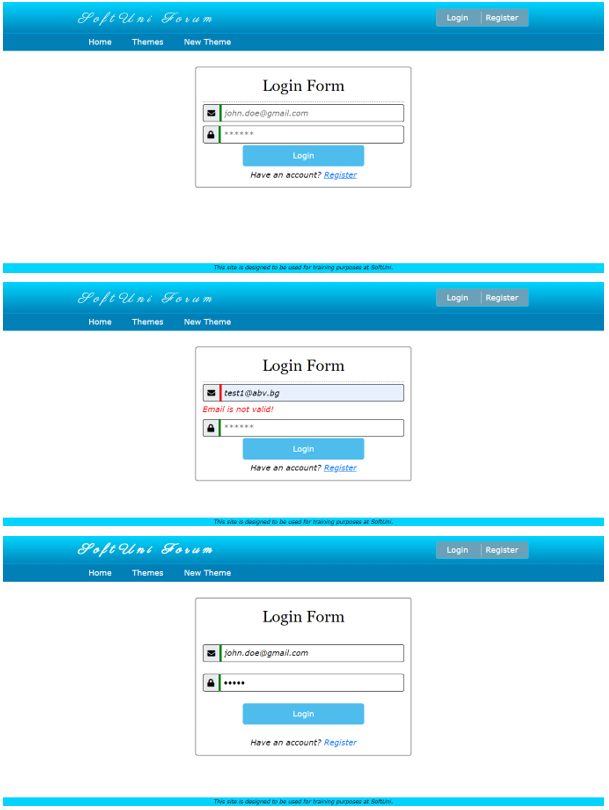 SoftUni Forum
Login Register
Home Themes New Theme
Login Form
john.doe@gmail.com
******
Login
Have an account? Register
This site is designed to be used for training purposes at SoftUni.
SoftUni Forum
Login Register
Home Themes New Theme
Login Form
test1@abv.bg
Email is not valid!
******
Login
Have an account? Register
This site is designed to be used for training purposes at SoftUni.
SoftUni Forum
Login Register
Home Themes New Theme
Login Form
john.doe@gmail.com
•••••
Login
Have an account? Register
This site is designed to be used for training purposes at SoftUni.